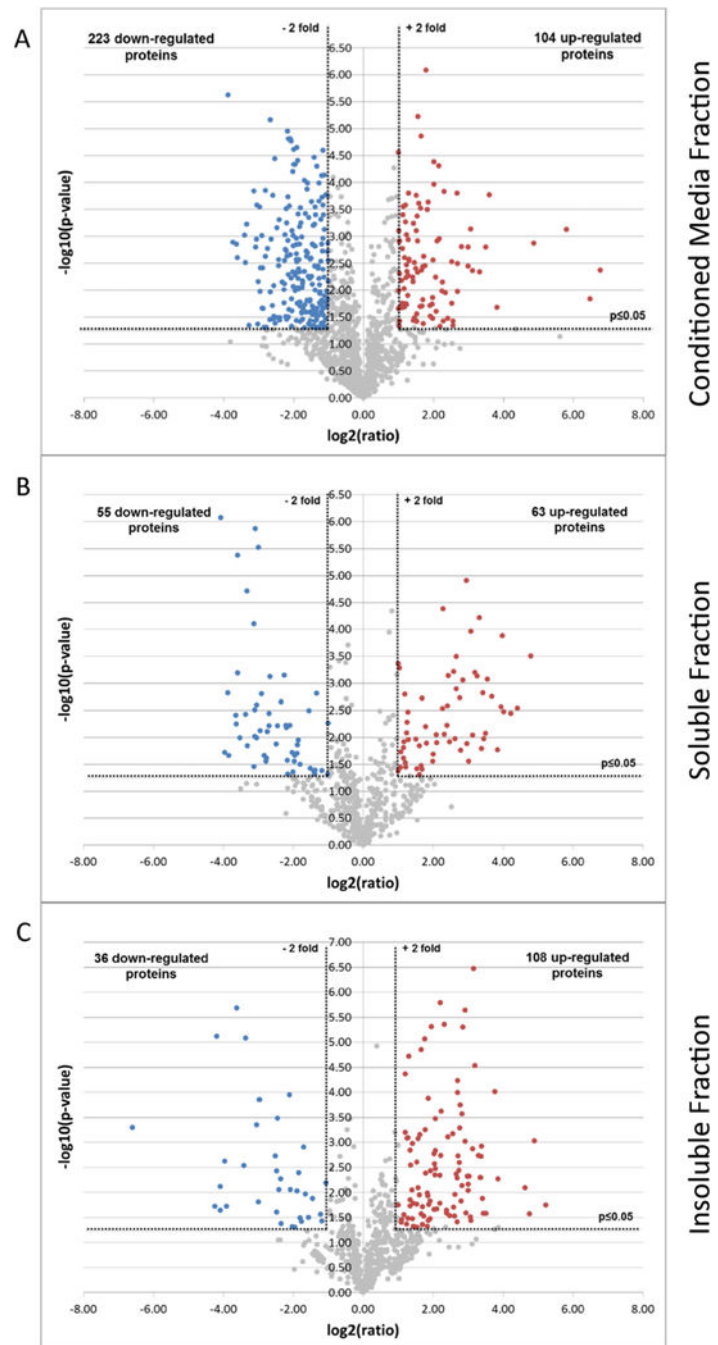 A
223 down-regulated
proteins
- 2 fold
+ 2 fold
104 up-regulated
proteins
6.50
6.00
5.50
5.00
4.50
4.00
3.50
3.00
2.50
2.00
1.50
1.00
0.50
0.00
-log10(p-value)
p≤0.05
-8.00 -6.00 -4.00 -2.00 0.00 2.00 4.00 6.00 8.00
log2(ratio)
Conditioned Media Fraction
B
55 down-regulated
proteins
- 2 fold
+ 2 fold
63 up-regulated
proteins
6.50
6.00
5.50
5.00
4.50
4.00
3.50
3.00
2.50
2.00
1.50
1.00
0.50
0.00
-log10(p-value)
p≤0.05
-8.00 -6.00 -4.00 -2.00 0.00 2.00 4.00 6.00 8.00
log2(ratio)
Soluble Fraction
C
36 down-regulated
proteins
- 2 fold
+ 2 fold
108 up-regulated
proteins
7.00
6.50
6.00
5.50
5.00
4.50
4.00
3.50
3.00
2.50
2.00
1.50
1.00
0.50
0.00
-log10(p-value)
p≤0.05
-8.00 -6.00 -4.00 -2.00 0.00 2.00 4.00 6.00 8.00
log2(ratio)
Insoluble Fraction